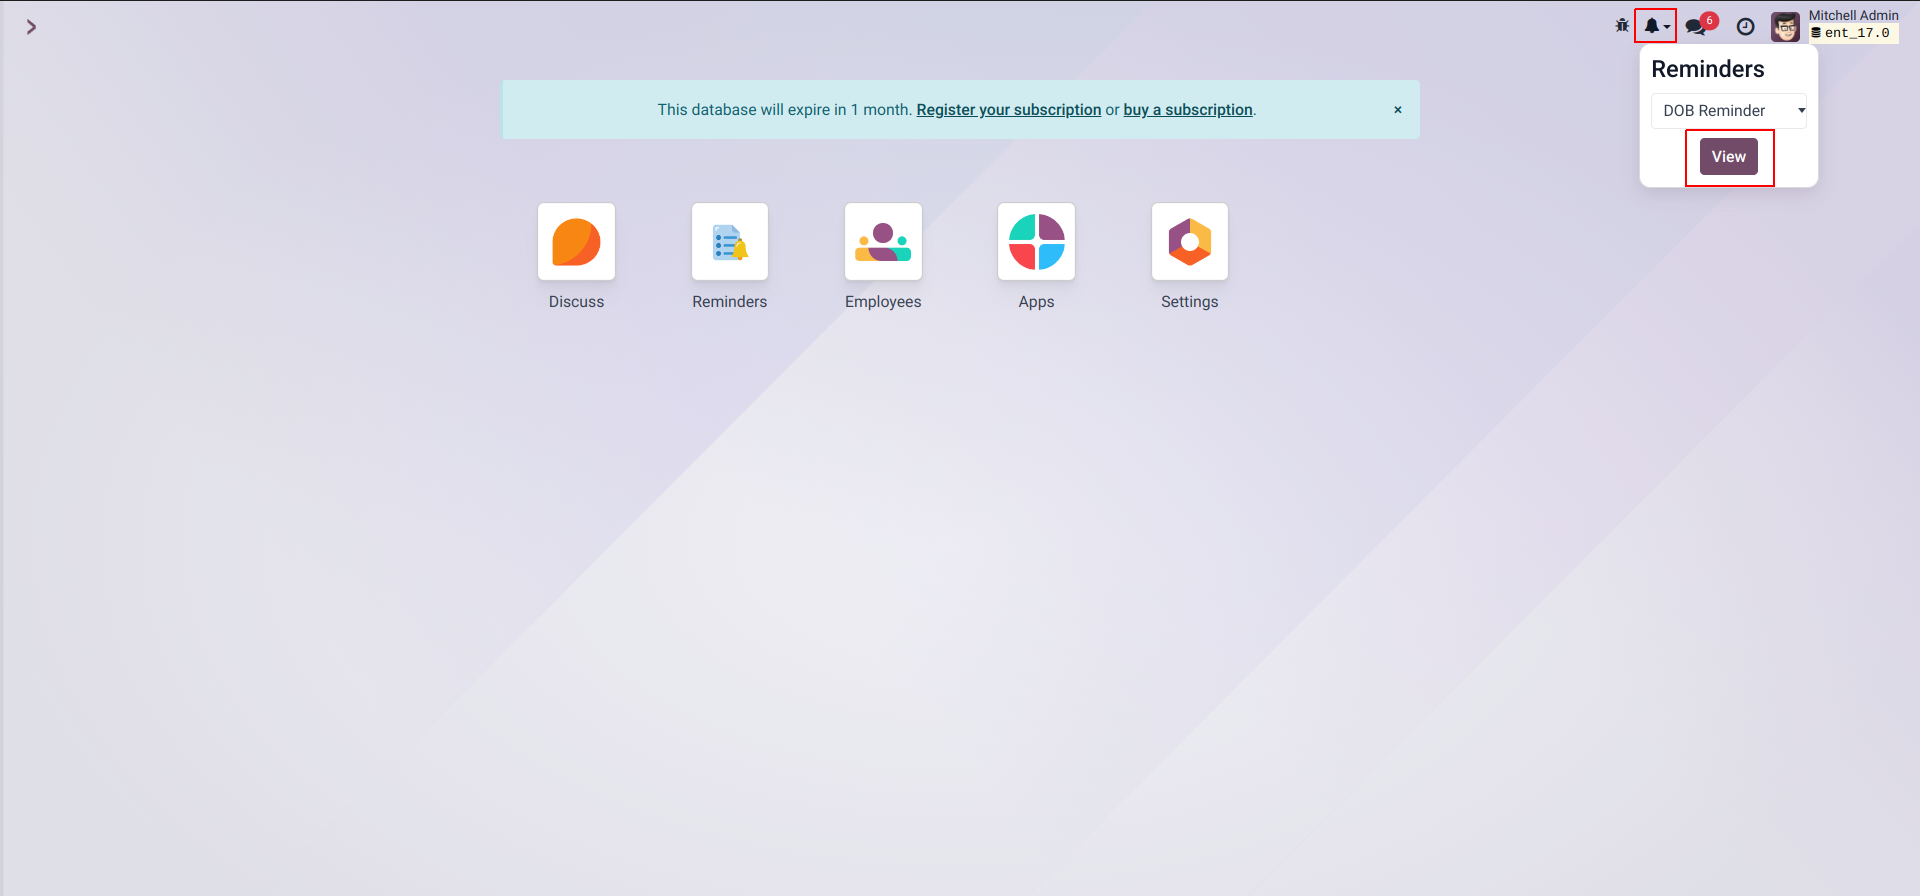 6
Mitchell Admin
ent_17.0
Reminders
DOB Reminder
View
This database will expire in 1 month. Register your subscription or buy a subscription.
×
Discuss
Reminders
Employees
Apps
Settings